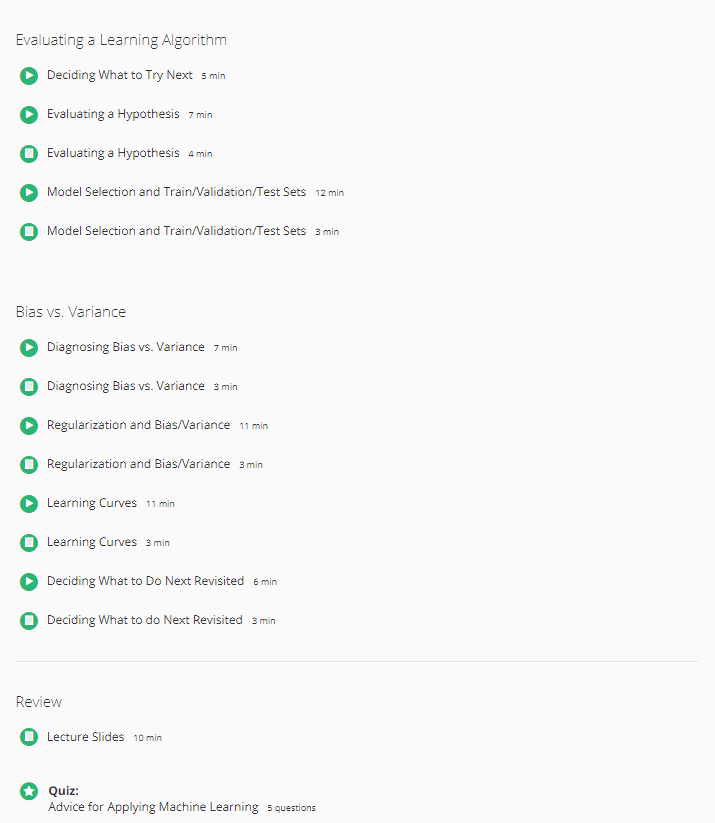 Evaluating a Learning Algorithm
Deciding What to Try Next 5 min
Evaluating a Hypothesis 7 min
Evaluating a Hypothesis 4 min
Model Selection and Train/Validation/Test Sets 12 min
Model Selection and Train/Validation/Test Sets 3 min
Bias vs. Variance
Diagnosing Bias vs. Variance 7 min
Diagnosing Bias vs. Variance 3 min
Regularization and Bias/Variance 11 min
Regularization and Bias/Variance 3 min
Learning Curves 11 min
Learning Curves 3 min
Deciding What to Do Next Revisited 6 min
Deciding What to do Next Revisited 3 min
Review
Lecture Slides 10 min
Quiz:
Advice for Applying Machine Learning 5 questions